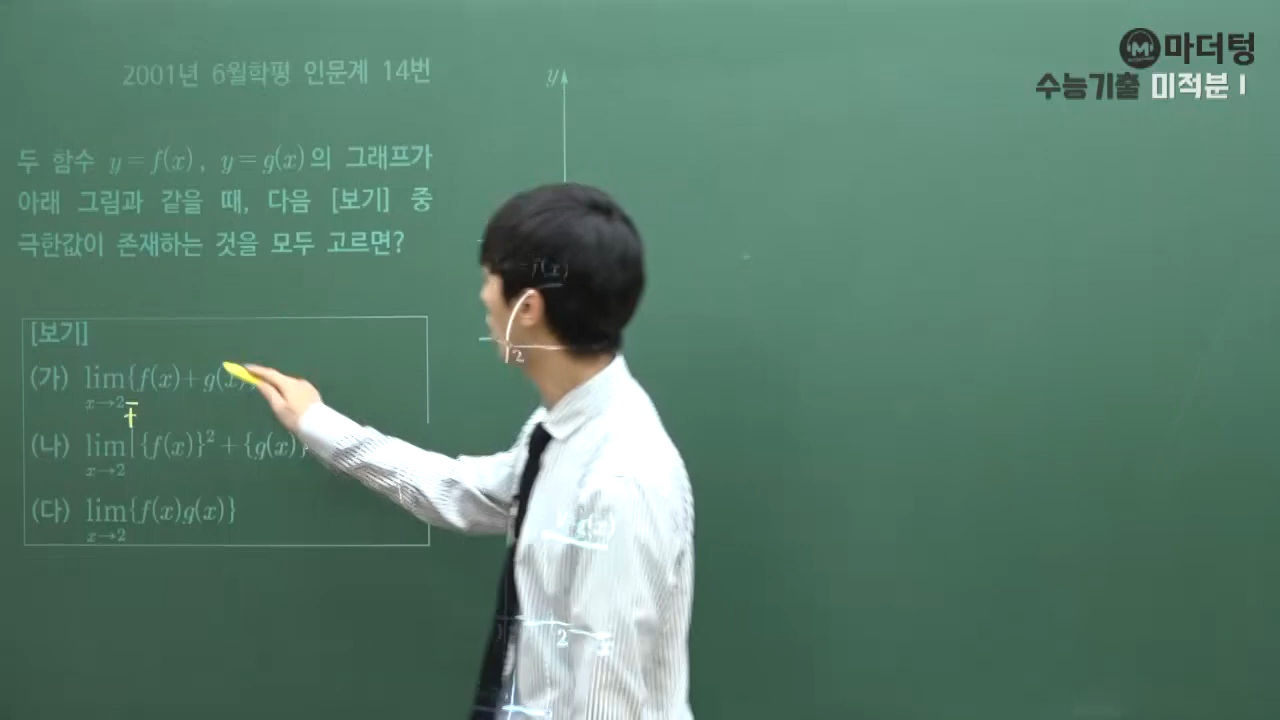 마더텅
수능기출 미적분 I
2001년 6월학평 인문계 14번
두 함수 y=f(x), y=g(x)의 그래프가
아래 그림과 같을 때, 다음 [보기] 중
극한값이 존재하는 것을 모두 고르면?
[보기]
(가) lim{f(x)+g(x)
x→2
+
(나) lim{f(x)}²+{g(x)}
x→2
(다) lim{f(x)g(x)}
x→2
y
f(x)
2
g(x)
2
x